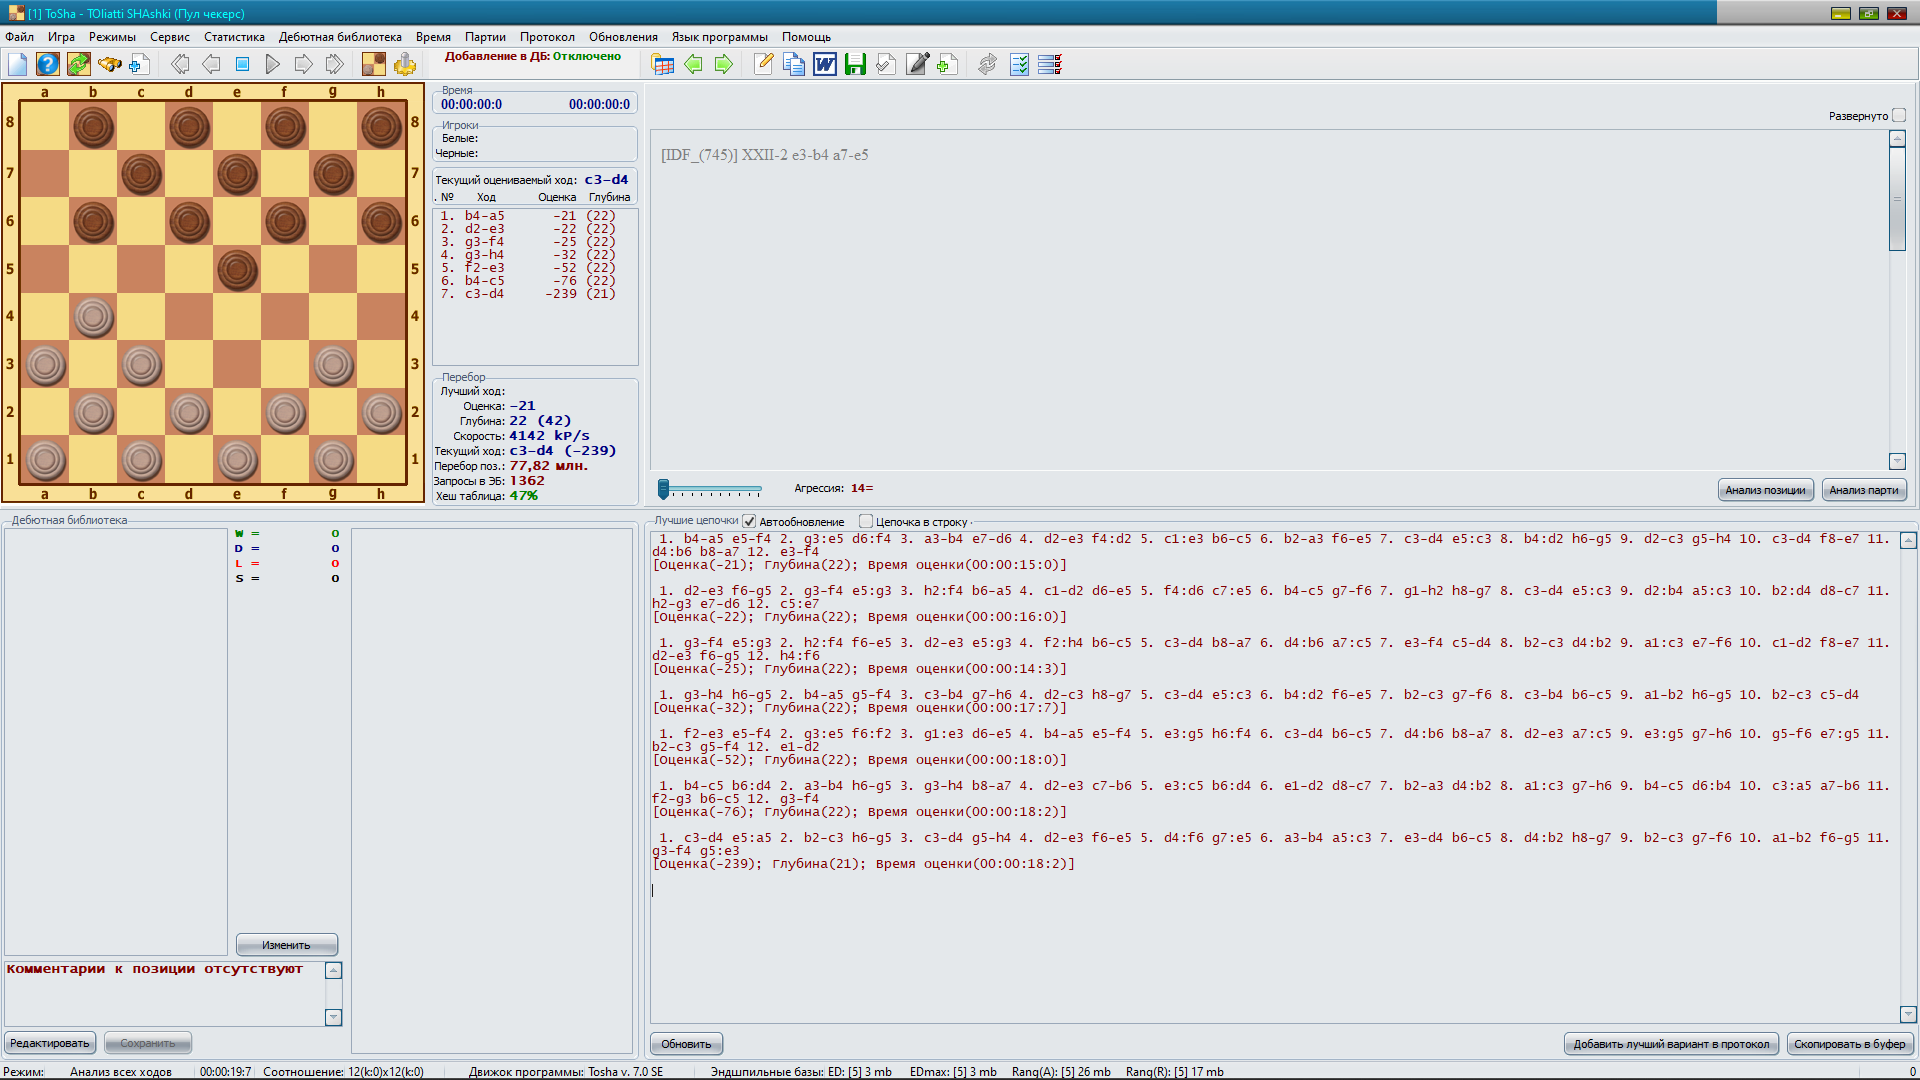 [1] ToSha - TOliatti SHAshki (Пул чекерс)
Файл Игра Режимы Сервис Статистика Дебютная библиотека Время Партии Протокол Обновления Язык программы Помощь
Добавление в ДБ: Отключено
a b c d e f g h
8 8
7 7
6 6
5 5
4 4
3 3
2 2
1 1
a b c d e f g h
Время
00:00:00:0 00:00:00:0
Игроки
Белые:
Черные:
Текущий оцениваемый ход: c3-d4
. № Ход Оценка Глубина
1. b4-a5 -21 (22)
2. d2-e3 -22 (22)
3. g3-f4 -25 (22)
4. g3-h4 -32 (22)
5. f2-e3 -52 (22)
6. b4-c5 -76 (22)
7. c3-d4 -239 (21)
Перебор
Лучший ход:
Оценка: -21
Глубина: 22 (42)
Скорость: 4142 kP/s
Текущий ход: c3-d4 (-239)
Перебор поз.: 77,82 млн.
Запросы в ЭБ: 1362
Хеш таблица: 47%
Развернуто
[IDF_(745)] XXII-2 e3-b4 a7-e5
Агрессия: 14=
Анализ позиции Анализ парти
Дебютная библиотека
W = 0
D = 0
L = 0
S = 0
Изменить
Комментарии к позиции отсутствуют
Редактировать Сохранить
Лучшие цепочки Автообновление Цепочка в строку
1. b4-a5 e5-f4 2. g3:e5 d6:f4 3. a3-b4 e7-d6 4. d2-e3 f4:d2 5. c1:e3 b6-c5 6. b2-a3 f6-e5 7. c3-d4 e5:c3 8. b4:d2 h6-g5 9. d2-c3 g5-h4 10. c3-d4 f8-e7 11.
d4:b6 b8-a7 12. e3-f4
[Оценка(-21); Глубина(22); Время оценки(00:00:15:0)]
1. d2-e3 f6-g5 2. g3-f4 e5:g3 3. h2:f4 b6-a5 4. c1-d2 d6-e5 5. f4:d6 c7:e5 6. b4-c5 g7-f6 7. g1-h2 h8-g7 8. c3-d4 e5:c3 9. d2:b4 a5:c3 10. b2:d4 d8-c7 11.
h2-g3 e7-d6 12. c5:e7
[Оценка(-22); Глубина(22); Время оценки(00:00:16:0)]
1. g3-f4 e5:g3 2. h2:f4 f6-e5 3. d2-e3 e5:g3 4. f2:h4 b6-c5 5. c3-d4 b8-a7 6. d4:b6 a7:c5 7. e3-f4 c5-d4 8. b2-c3 d4:b2 9. a1:c3 e7-f6 10. c1-d2 f8-e7 11.
d2-e3 f6-g5 12. h4:f6
[Оценка(-25); Глубина(22); Время оценки(00:00:14:3)]
1. g3-h4 h6-g5 2. b4-a5 g5-f4 3. c3-b4 g7-h6 4. d2-c3 h8-g7 5. c3-d4 e5:c3 6. b4:d2 f6-e5 7. b2-c3 g7-f6 8. c3-b4 b6-c5 9. a1-b2 h6-g5 10. b2-c3 c5-d4
[Оценка(-32); Глубина(22); Время оценки(00:00:17:7)]
1. f2-e3 e5-f4 2. g3:e5 f6:f2 3. g1:e3 d6-e5 4. b4-a5 e5-f4 5. e3:g5 h6:f4 6. c3-d4 b6-c5 7. d4:b6 b8-a7 8. d2-e3 a7:c5 9. e3:g5 g7-h6 10. g5-f6 e7:g5 11.
b2-c3 g5-f4 12. e1-d2
[Оценка(-52); Глубина(22); Время оценки(00:00:18:0)]
1. b4-c5 b6:d4 2. a3-b4 h6-g5 3. g3-h4 b8-a7 4. d2-e3 c7-b6 5. e3:c5 b6:d4 6. e1-d2 d8-c7 7. b2-a3 d4:b2 8. a1:c3 g7-h6 9. b4-c5 d6:b4 10. c3:a5 a7-b6 11.
f2-g3 b6-c5 12. g3-f4
[Оценка(-76); Глубина(22); Время оценки(00:00:18:2)]
1. c3-d4 e5:a5 2. b2-c3 h6-g5 3. c3-d4 g5-h4 4. d2-e3 f6-e5 5. d4:f6 g7:e5 6. a3-b4 a5:c3 7. e3-d4 b6-c5 8. d4:b2 h8-g7 9. b2-c3 g7-f6 10. a1-b2 f6-g5 11.
g3-f4 g5:e3
[Оценка(-239); Глубина(21); Время оценки(00:00:18:2)]
Обновить Добавить лучший вариант в протокол Скопировать в буфер
Режим: Анализ всех ходов 00:00:19:7 Соотношение: 12(k:0)x12(k:0) Движок программы: Tosha v. 7.0 SE Эндшпильные базы: ED: [5] 3 mb EDmax: [5] 3 mb Rang(A): [5] 26 mb Rang(R): [5] 17 mb 0